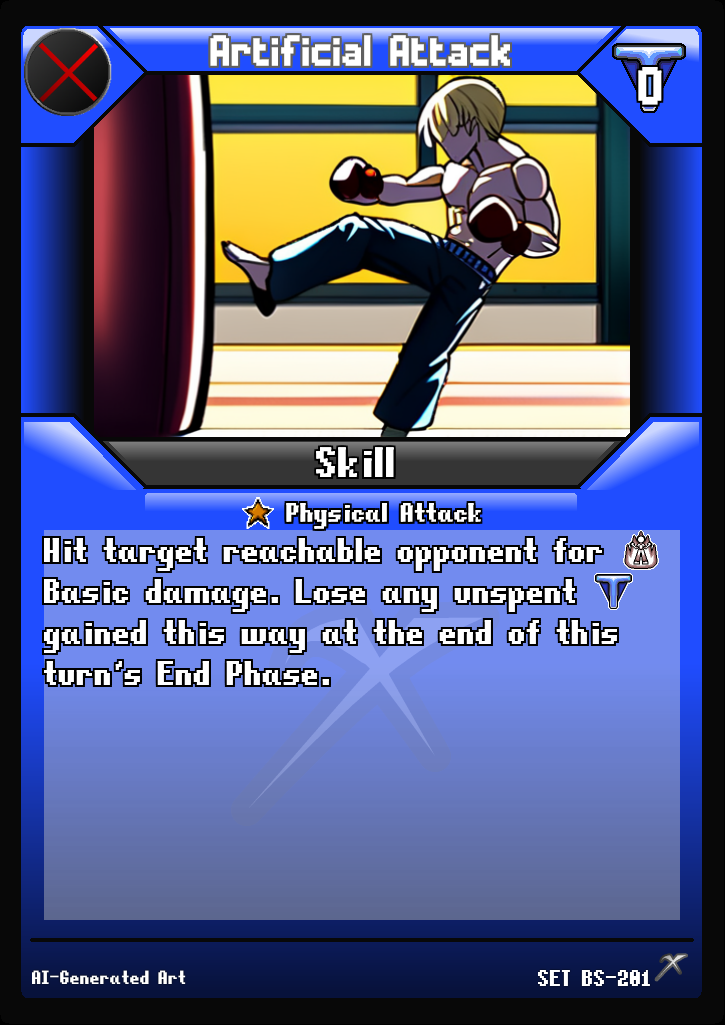 Artificial Attack
0
Skill
Physical Attack
Hit target reachable opponent for A
Basic damage. Lose any unspent T
gained this way at the end of this
turn's End Phase.
AI-Generated Art
SET BS-201